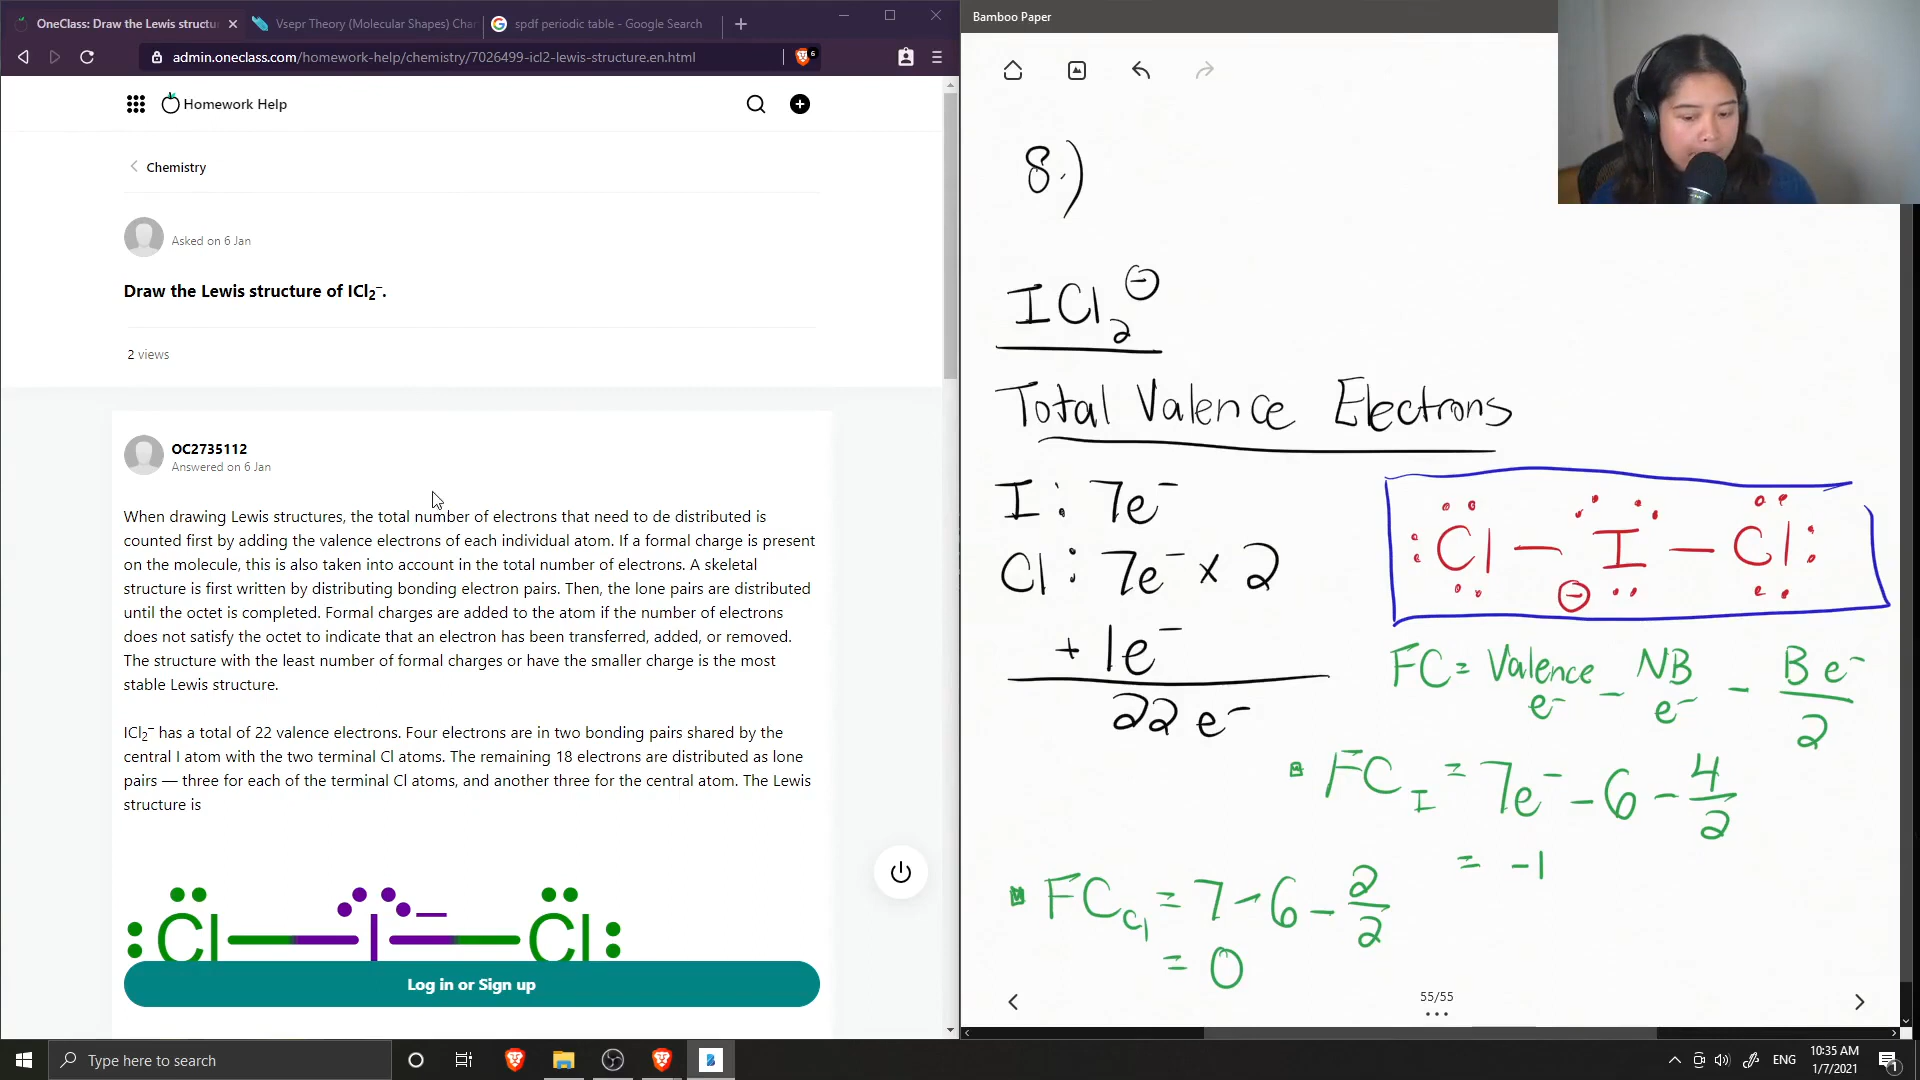 OneClass: Draw the Lewis structu
Vsepr Theory (Molecular Shapes) Char
spdf periodic table - Google Search
admin.oneclass.com/homework-help/chemistry/7026499-icl2-lewis-structure.en.html
6
Homework Help
Chemistry
Asked on 6 Jan
Draw the Lewis structure of ICl₂⁻.
2 views
OC2735112
Answered on 6 Jan
When drawing Lewis structures, the total number of electrons that need to de distributed is
counted first by adding the valence electrons of each individual atom. If a formal charge is present
on the molecule, this is also taken into account in the total number of electrons. A skeletal
structure is first written by distributing bonding electron pairs. Then, the lone pairs are distributed
until the octet is completed. Formal charges are added to the atom if the number of electrons
does not satisfy the octet to indicate that an electron has been transferred, added, or removed.
The structure with the least number of formal charges or have the smaller charge is the most
stable Lewis structure.
ICl₂⁻ has a total of 22 valence electrons. Four electrons are in two bonding pairs shared by the
central I atom with the two terminal Cl atoms. The remaining 18 electrons are distributed as lone
pairs — three for each of the terminal Cl atoms, and another three for the central atom. The Lewis
structure is
Cl I − Cl
Log in or Sign up
Bamboo Paper
8.)
ICl₂ ⊖
Total Valence Electrons
I : 7e⁻
Cl : 7e⁻ × 2
+ 1e⁻
22 e⁻
Cl — I — Cl
⊖
FC = Valence e⁻ − NB e⁻ − B e⁻/2
FC_I = 7e⁻ − 6 − 4/2
= −1
FC_Cl = 7 − 6 − 2/2
= 0
55/55
Type here to search
B
ENG
10:35 AM
1/7/2021
1